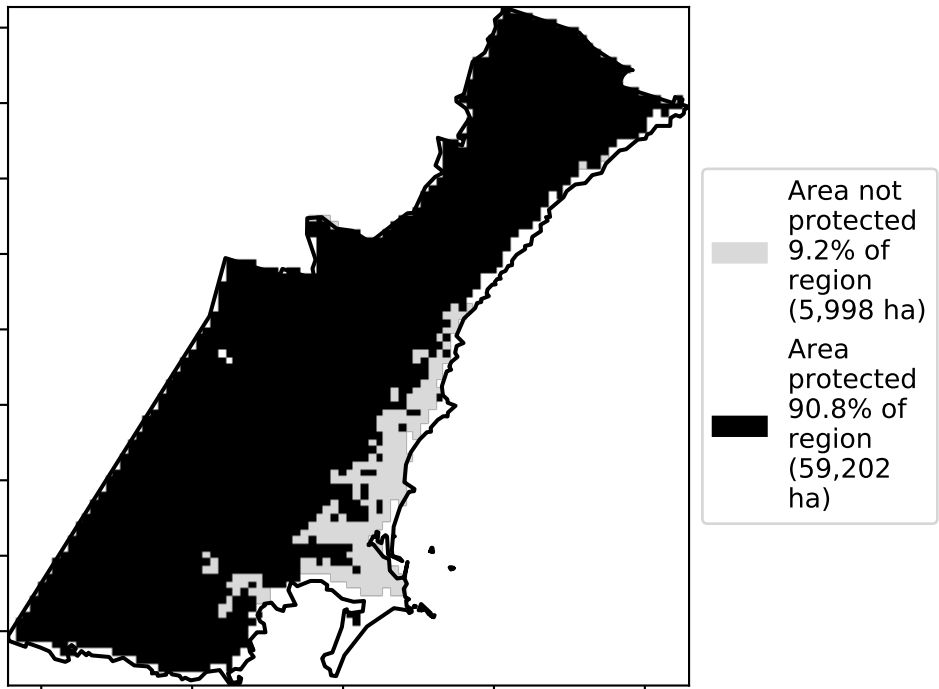 Area not
protected
9.2% of
region
(5,998 ha)
Area
protected
90.8% of
region
(59,202
ha)